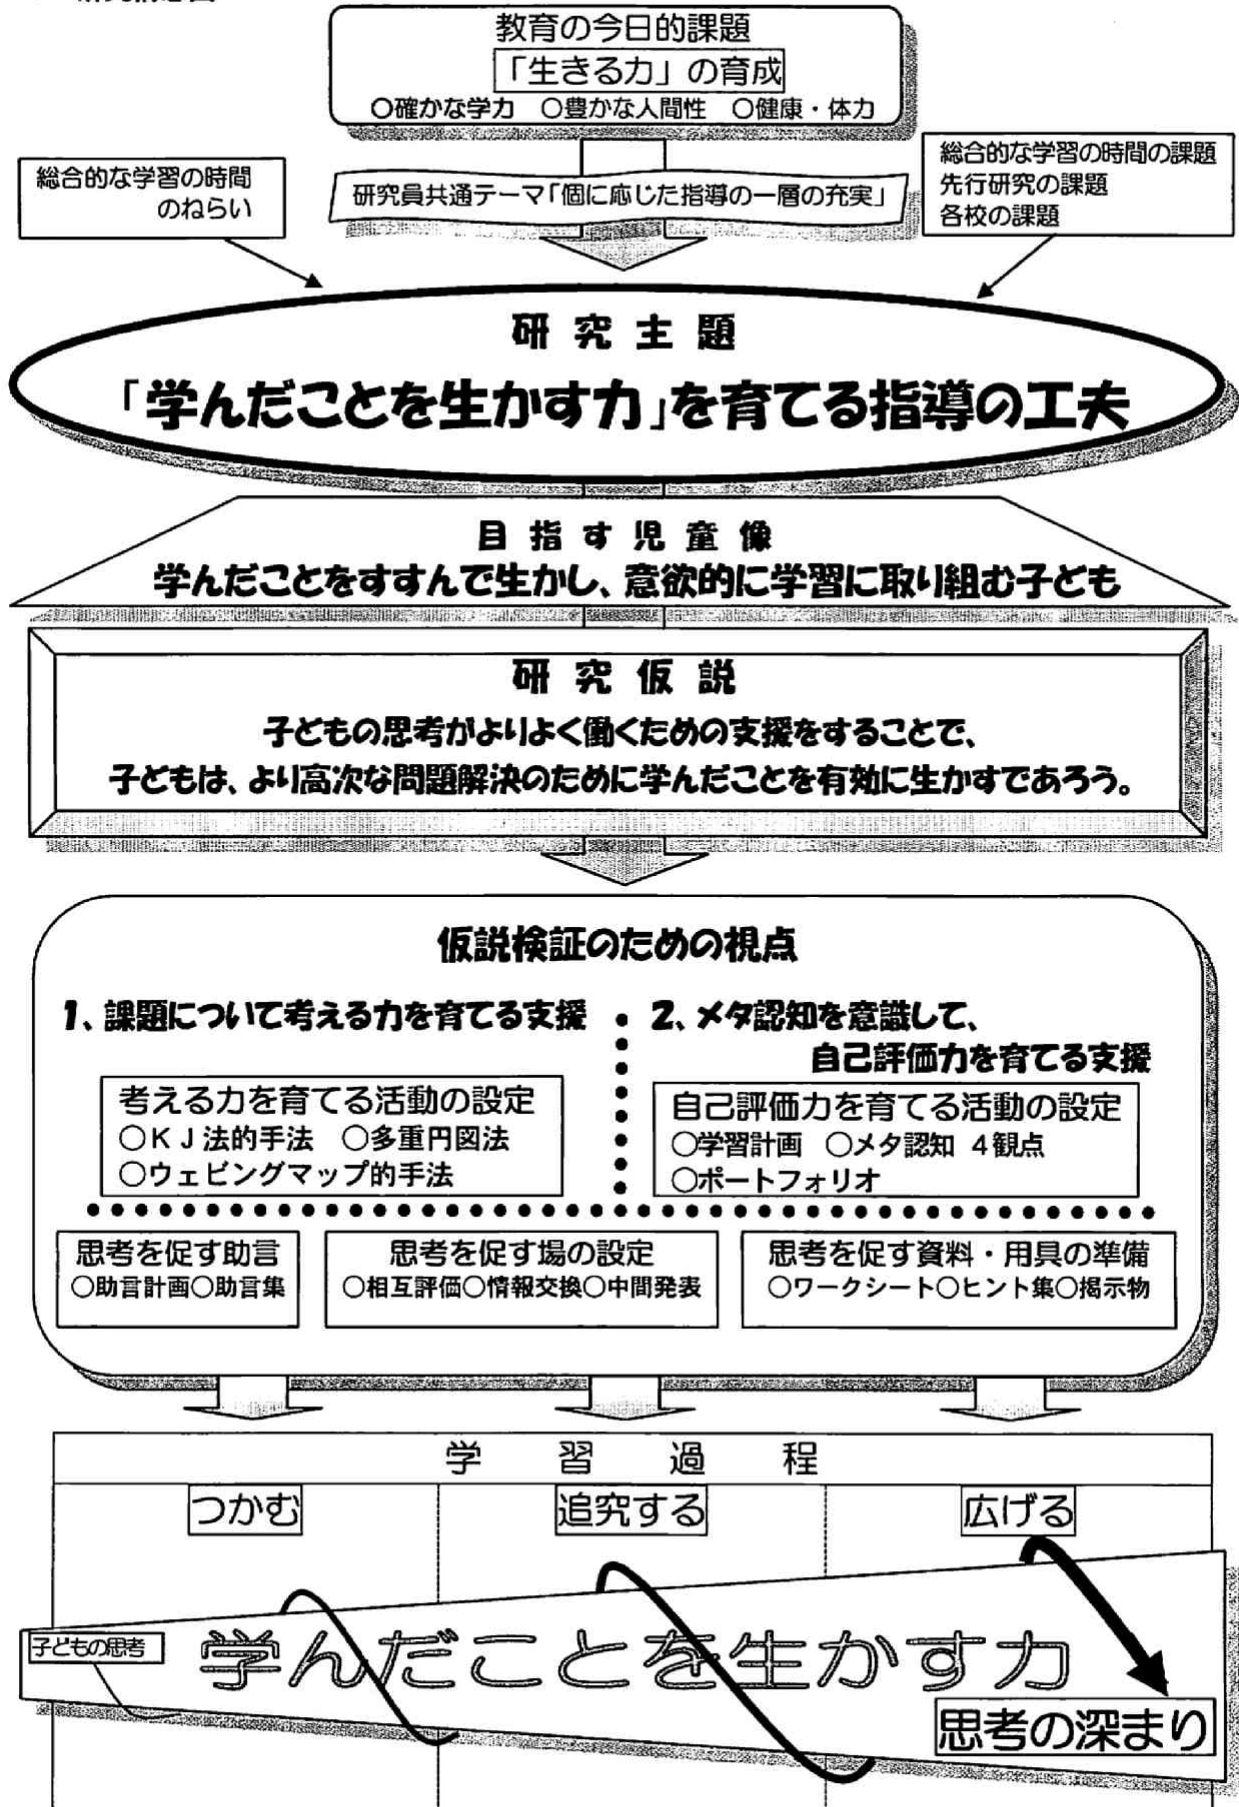 教育の今日的課題
「生きる力」の育成
○確かな学力　○豊かな人間性　○健康・体力
総合的な学習の時間
のねらい
研究員共通テーマ「個に応じた指導の一層の充実」
総合的な学習の時間の課題
先行研究の課題
各校の課題
研究主題
「学んだことを生かす力」を育てる指導の工夫
目指す児童像
学んだことをすすんで生かし、意欲的に学習に取り組む子ども
研究仮説
子どもの思考がよりよく働くための支援をすることで、
子どもは、より高次な問題解決のために学んだことを有効に生かすであろう。
仮説検証のための視点
1、課題について考える力を育てる支援
考える力を育てる活動の設定
○KJ法的手法　○多重円図法
○ウェビングマップ的手法
2、メタ認知を意識して、
自己評価力を育てる支援
自己評価力を育てる活動の設定
○学習計画　○メタ認知 4観点
○ポートフォリオ
思考を促す助言
○助言計画○助言集
思考を促す場の設定
○相互評価○情報交換○中間発表
思考を促す資料・用具の準備
○ワークシート○ヒント集○掲示物
学習過程
つかむ
追究する
広げる
子どもの思考
学んだことを生かす力
思考の深まり